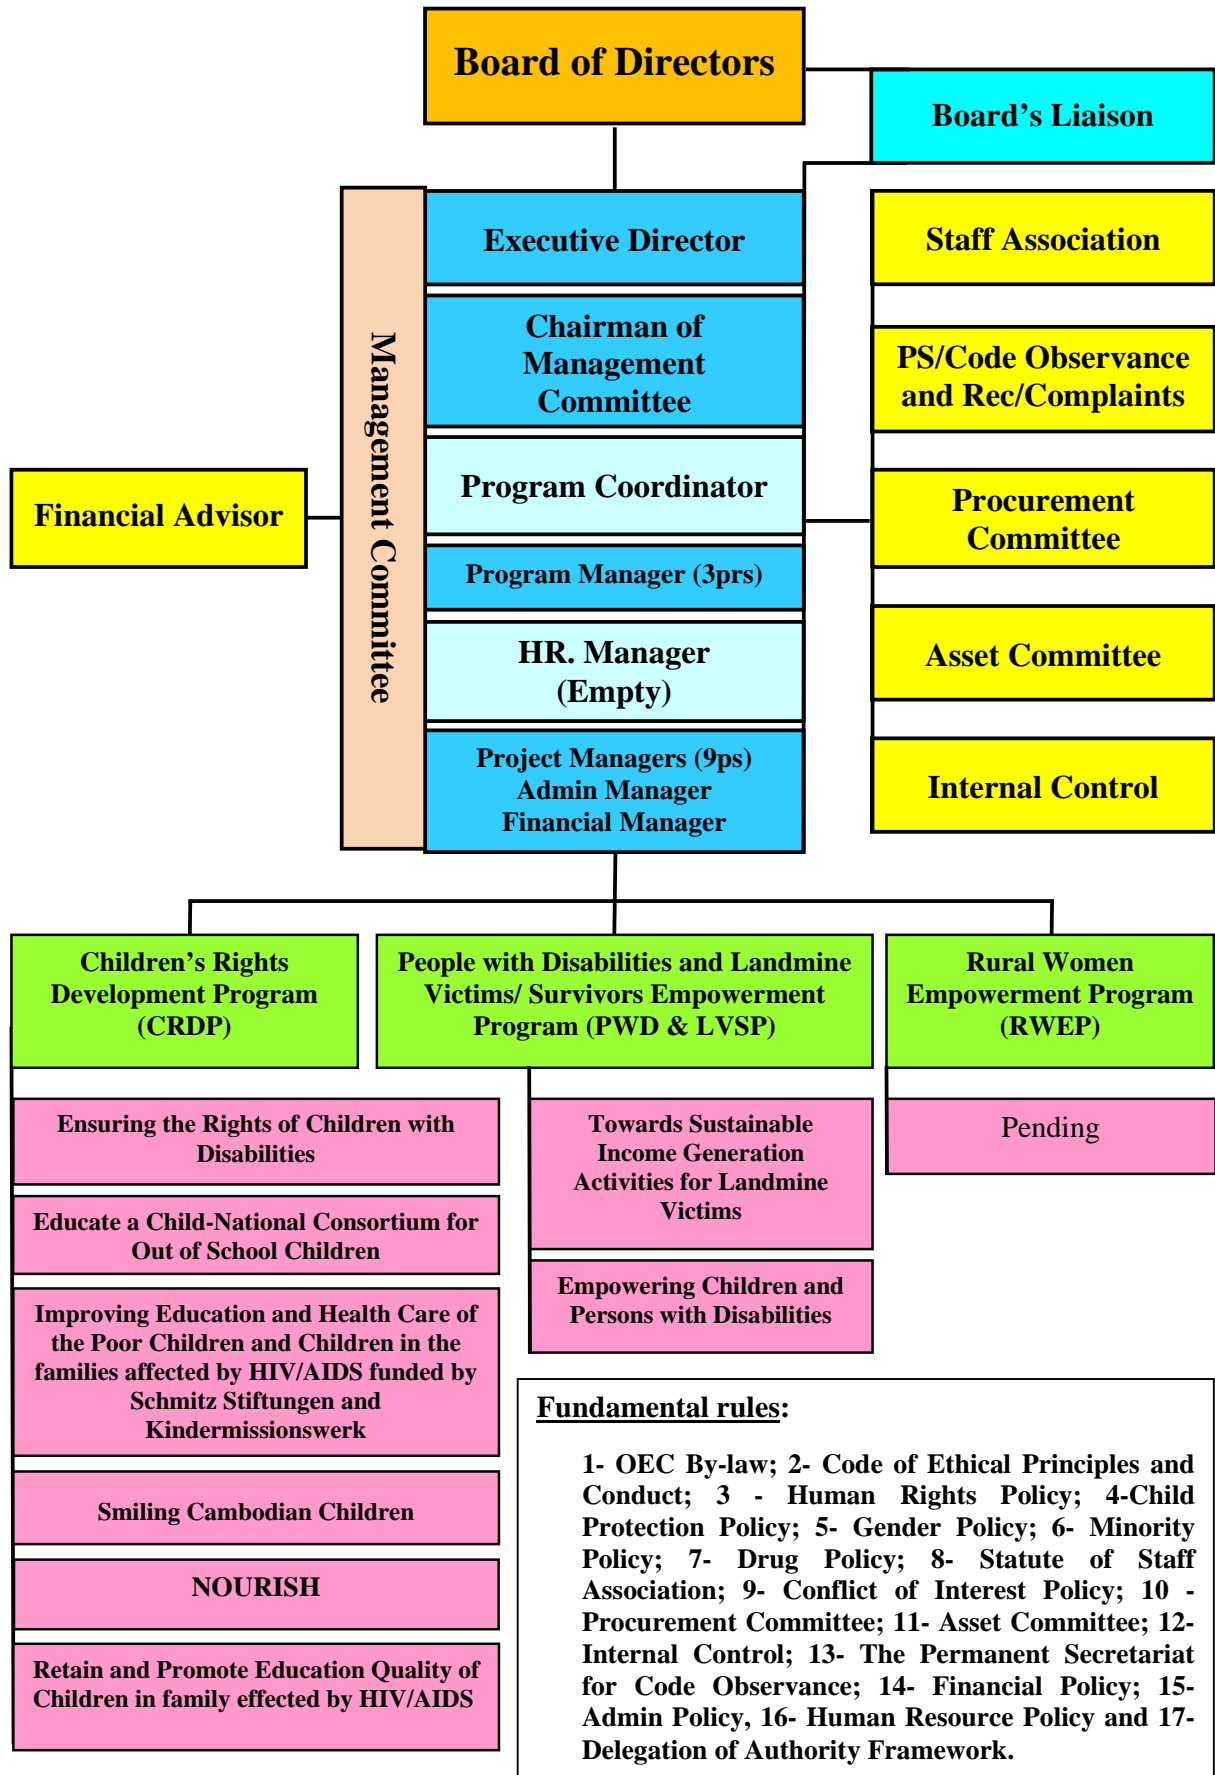 Board of Directors
Board's Liaison
Executive Director
Staff Association
Chairman of
Management
Committee
PS/Code Observance
and Rec/Complaints
Management Committee
Financial Advisor
Program Coordinator
Procurement
Committee
Program Manager (3prs)
HR. Manager
(Empty)
Asset Committee
Project Managers (9ps)
Admin Manager
Financial Manager
Internal Control
Children's Rights
Development Program
(CRDP)
People with Disabilities and Landmine
Victims/ Survivors Empowerment
Program (PWD & LVSP)
Rural Women
Empowerment Program
(RWEP)
Ensuring the Rights of Children with
Disabilities
Educate a Child-National Consortium for
Out of School Children
Improving Education and Health Care of
the Poor Children and Children in the
families affected by HIV/AIDS funded by
Schmitz Stiftungen and
Kindermissionswerk
Smiling Cambodian Children
NOURISH
Retain and Promote Education Quality of
Children in family effected by HIV/AIDS
Towards Sustainable
Income Generation
Activities for Landmine
Victims
Empowering Children and
Persons with Disabilities
Pending
Fundamental rules:
1- OEC By-law; 2- Code of Ethical Principles and
Conduct; 3 - Human Rights Policy; 4-Child
Protection Policy; 5- Gender Policy; 6- Minority
Policy; 7- Drug Policy; 8- Statute of Staff
Association; 9- Conflict of Interest Policy; 10 -
Procurement Committee; 11- Asset Committee; 12-
Internal Control; 13- The Permanent Secretariat
for Code Observance; 14- Financial Policy; 15-
Admin Policy, 16- Human Resource Policy and 17-
Delegation of Authority Framework.